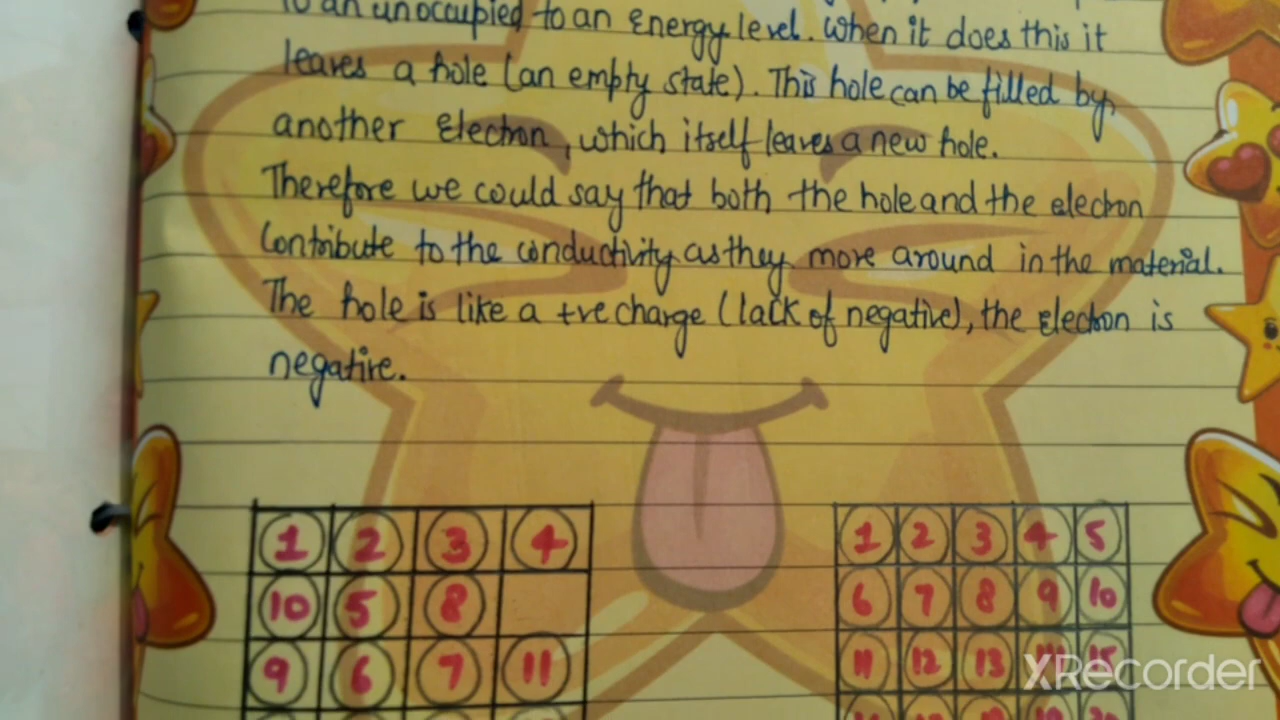 to an unoccupied to an energy level. When it does this it
leaves a hole (an empty state). This hole can be filled by,
another electron, which itself leaves a new hole.
Therefore we could say that both the hole and the electron
Contribute to the conductivity as they more around in the material.
The hole is like a +ve charge (lack of negative), the electron is
negative.
1 2 3 4
10 5 8
9 6 7 11
1 2 3 4 5
6 7 8 9 10
11 12 13 15
XRecorder